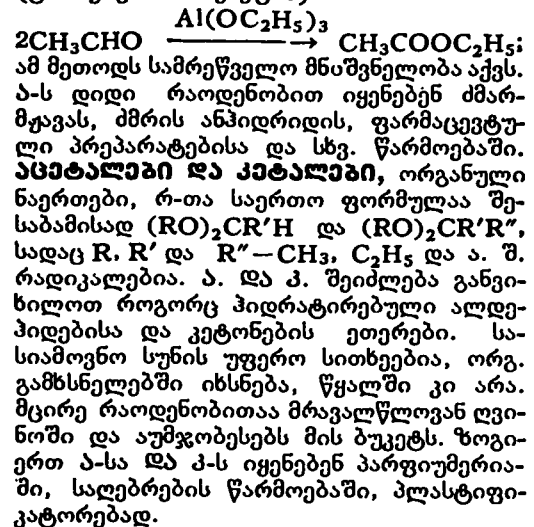 Al(OC₂H₅)₃
2CH₃CHO ⟶ CH₃COOC₂H₅;
ამ მეთოდს სამრეწველო მნიშვნელობა აქვს.
ა-ს დიდი რაოდენობით იყენებენ ძმარ-
მჟავას, ძმრის ანჰიდრიდის, ფარმაცევტუ-
ლი პრეპარატებისა და სხვ. წარმოებაში.
აცეტალები და კეტალები, ორგანული
ნაერთები, რ-თა საერთო ფორმულაა შე-
საბამისად (RO)₂CR′H და (RO)₂CR′R″,
სადაც R, R′ და R″—CH₃, C₂H₅ და ა. შ.
რადიკალებია. ა. და კ. შეიძლება განვი-
ხილოთ როგორც ჰიდრატირებული ალდე-
ჰიდებისა და კეტონების ეთერები. სა-
სიამოვნო სუნის უფერო სითხეებია, ორგ.
გამხსნელებში იხსნება, წყალში კი არა.
მცირე რაოდენობითაა მრავალწლოვან ღვი-
ნოში და აუმჯობესებს მის ბუკეტს. ზოგი-
ერთ ა-სა და კ-ს იყენებენ პარფიუმერია-
ში, საღებრების წარმოებაში, პლასტიფი-
კატორებად.